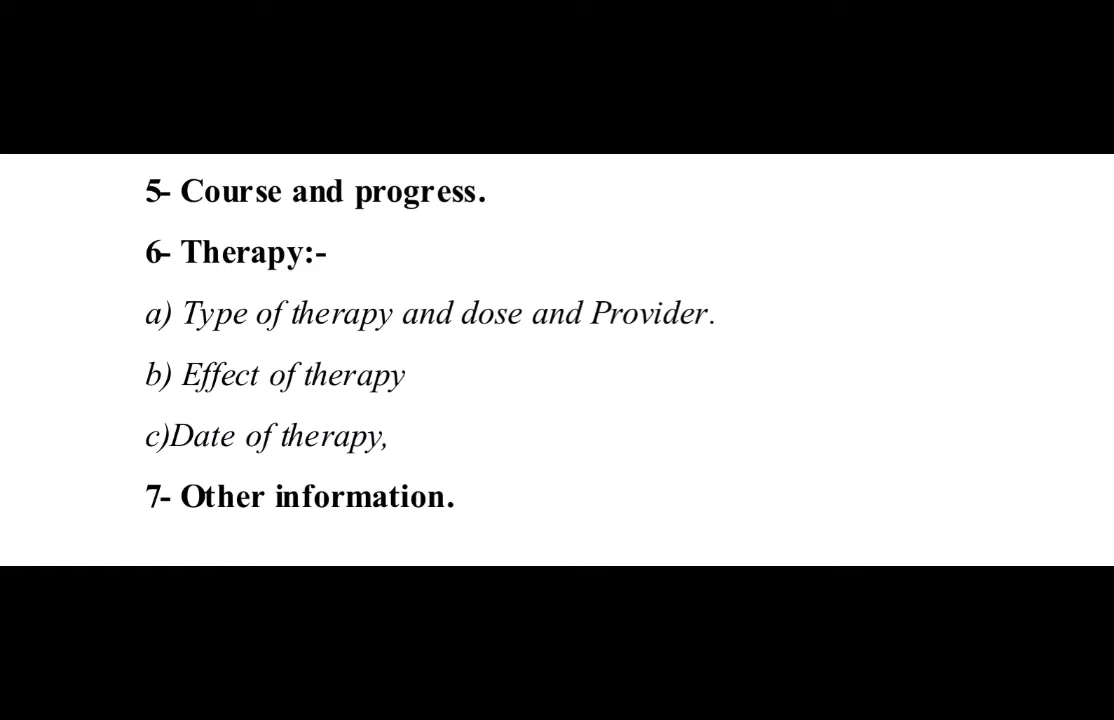 5- Course and progress.
6- Therapy:-
a) Type of therapy and dose and Provider.
b) Effect of therapy
c)Date of therapy,
7- Other information.